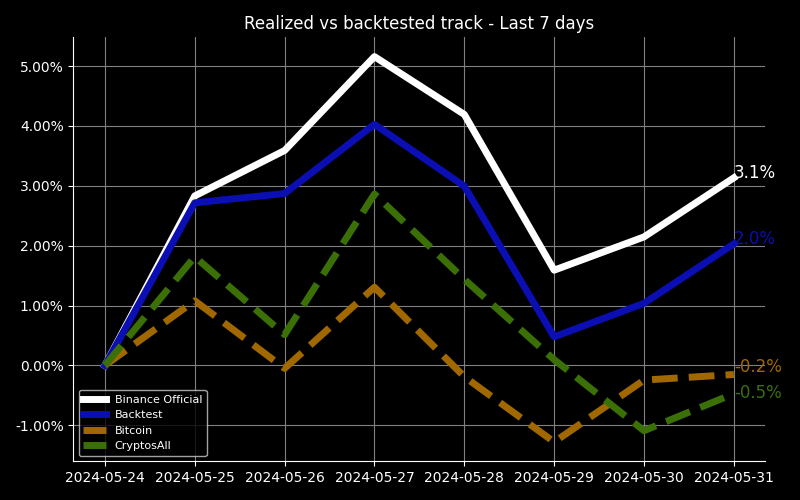 Realized vs backtested track - Last 7 days
5.00%
4.00%
3.00%
2.00%
1.00%
0.00%
-1.00%
3.1%
2.0%
-0.2%
-0.5%
Binance Official
Backtest
Bitcoin
CryptosAll
2024-05-24 2024-05-25 2024-05-26 2024-05-27 2024-05-28 2024-05-29 2024-05-30 2024-05-31